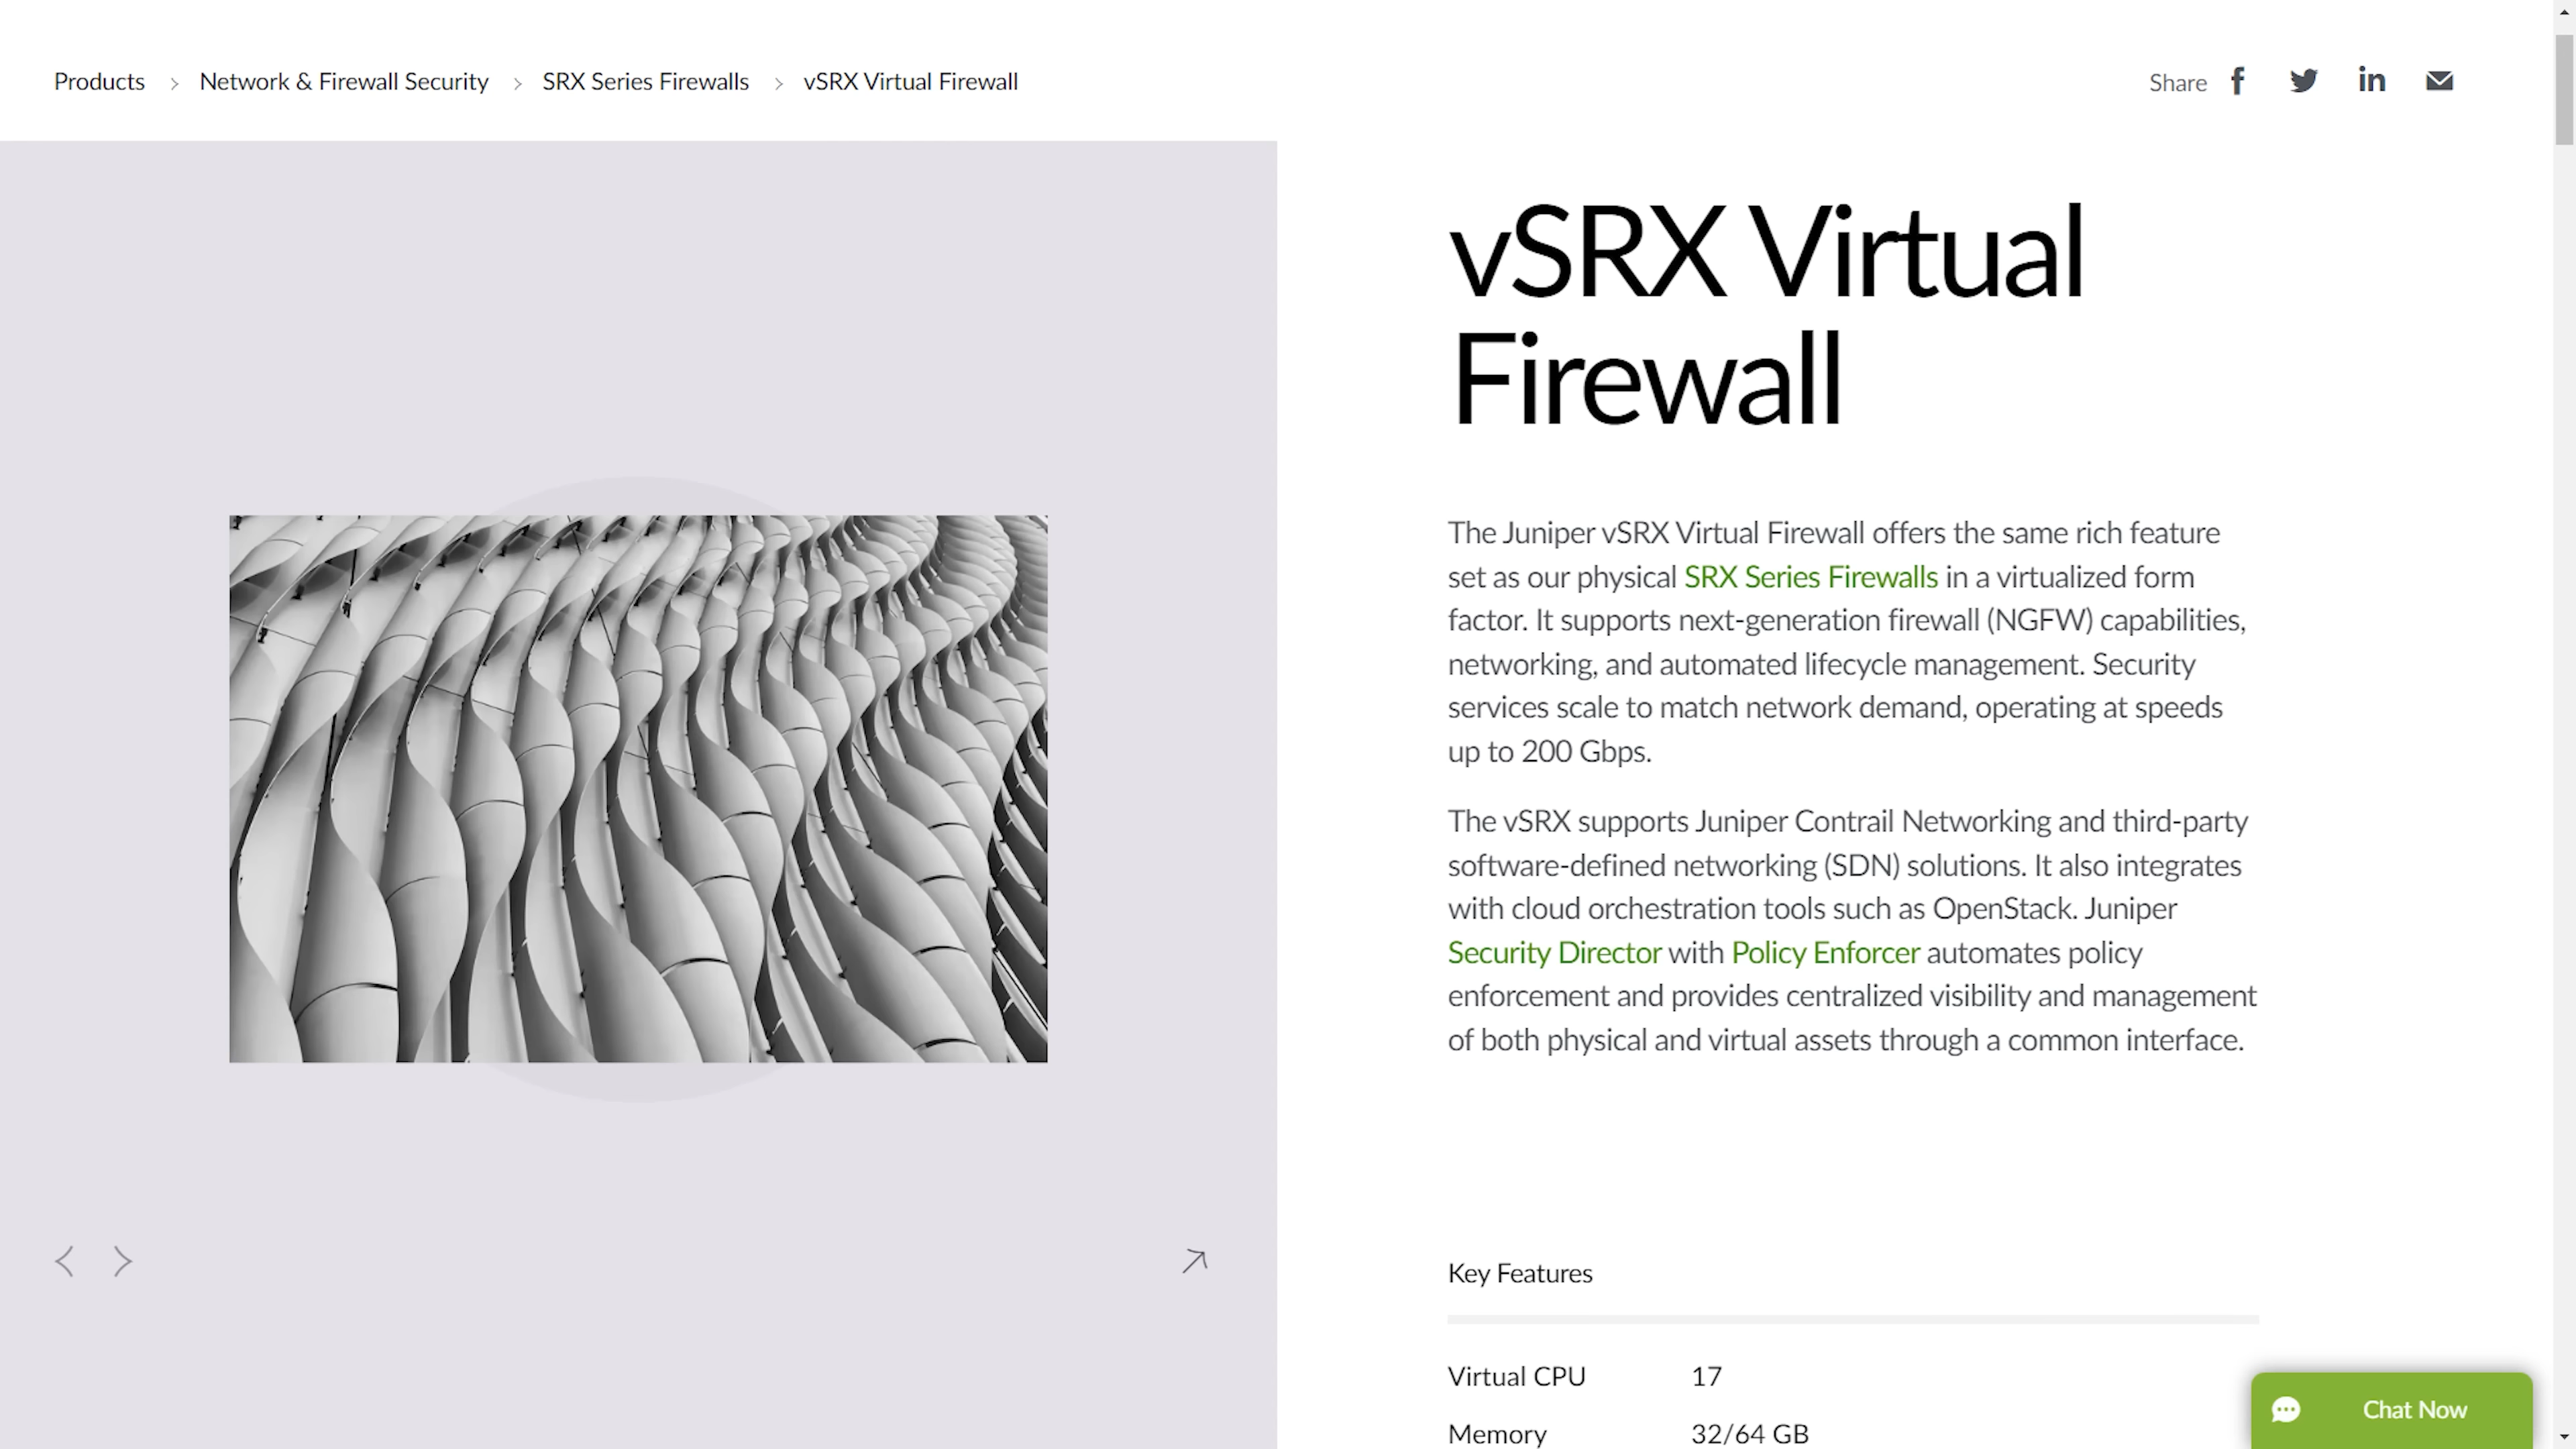 Products > Network & Firewall Security > SRX Series Firewalls > vSRX Virtual Firewall
Share
vSRX Virtual
Firewall
The Juniper vSRX Virtual Firewall offers the same rich feature
set as our physical SRX Series Firewalls in a virtualized form
factor. It supports next-generation firewall (NGFW) capabilities,
networking, and automated lifecycle management. Security
services scale to match network demand, operating at speeds
up to 200 Gbps.
The vSRX supports Juniper Contrail Networking and third-party
software-defined networking (SDN) solutions. It also integrates
with cloud orchestration tools such as OpenStack. Juniper
Security Director with Policy Enforcer automates policy
enforcement and provides centralized visibility and management
of both physical and virtual assets through a common interface.
Key Features
Virtual CPU 17
Memory 32/64 GB
Chat Now